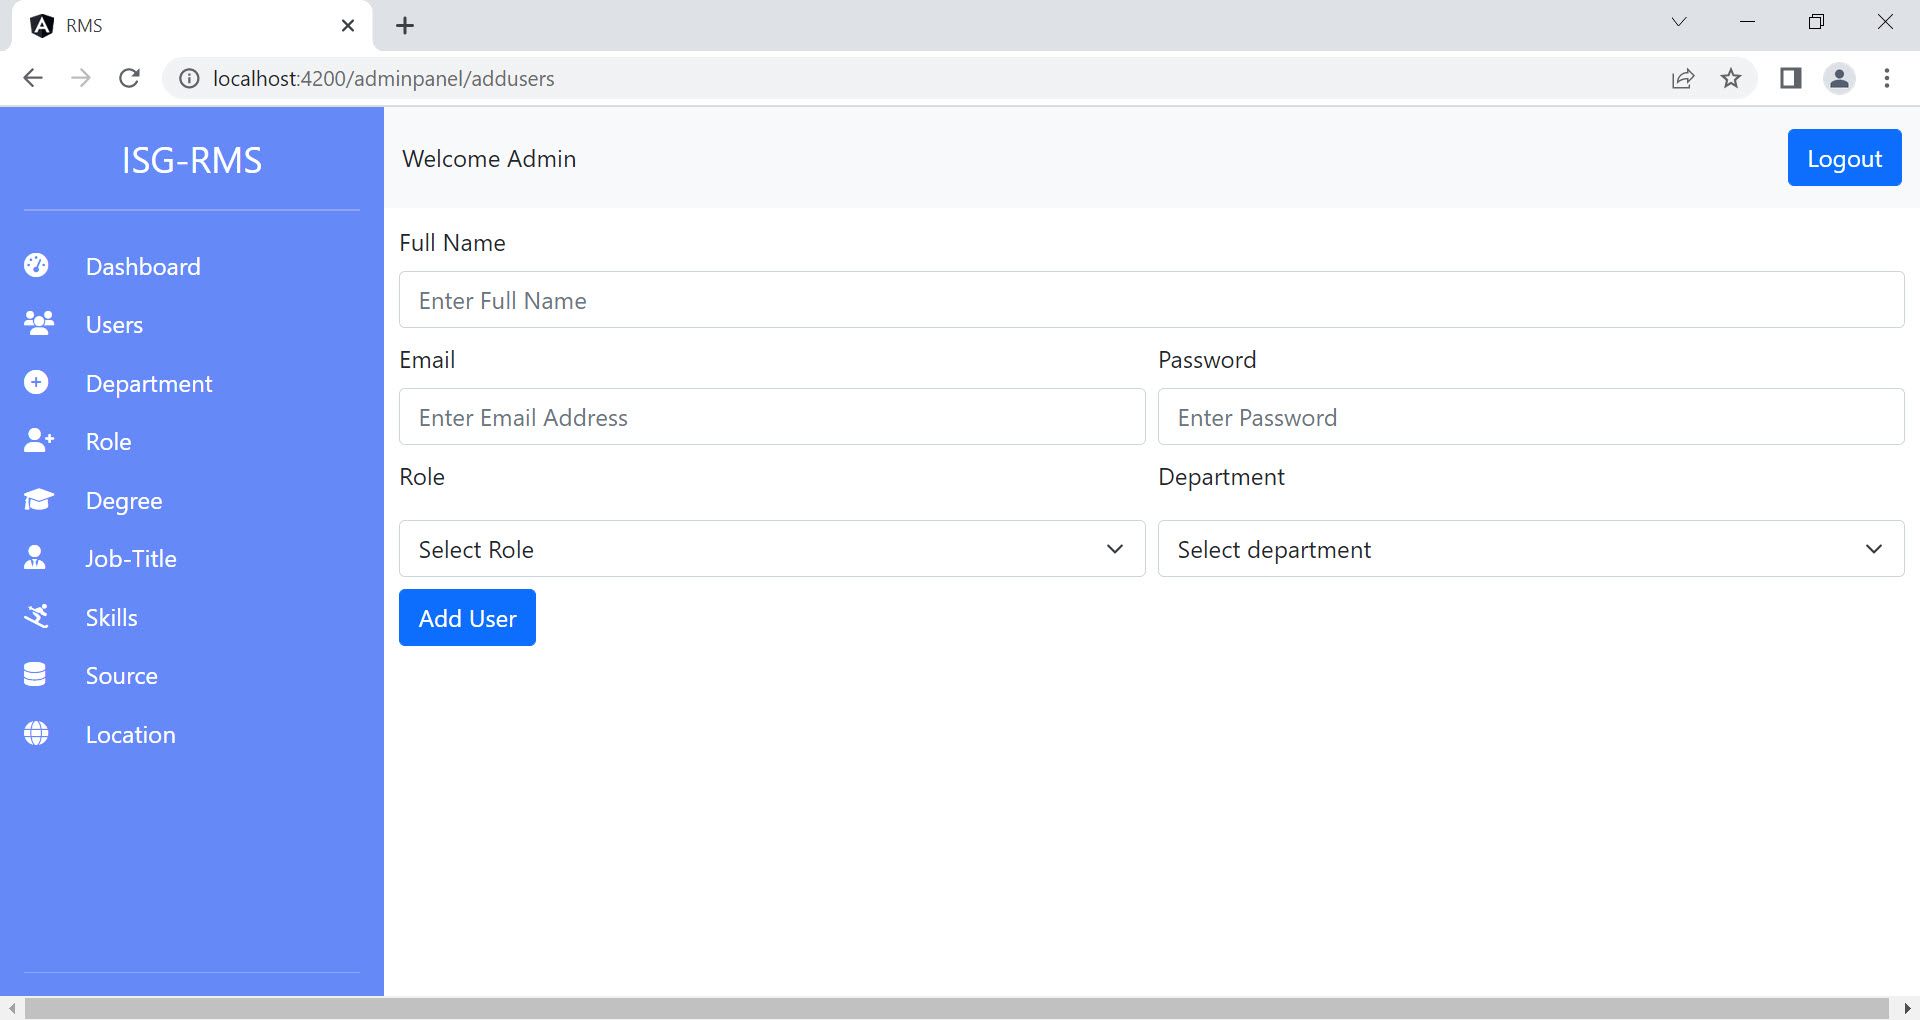 RMS
localhost:4200/adminpanel/addusers
ISG-RMS
Dashboard
Users
Department
Role
Degree
Job-Title
Skills
Source
Location
Welcome Admin
Logout
Full Name
Enter Full Name
Email
Password
Enter Email Address
Enter Password
Role
Department
Select Role
Select department
Add User